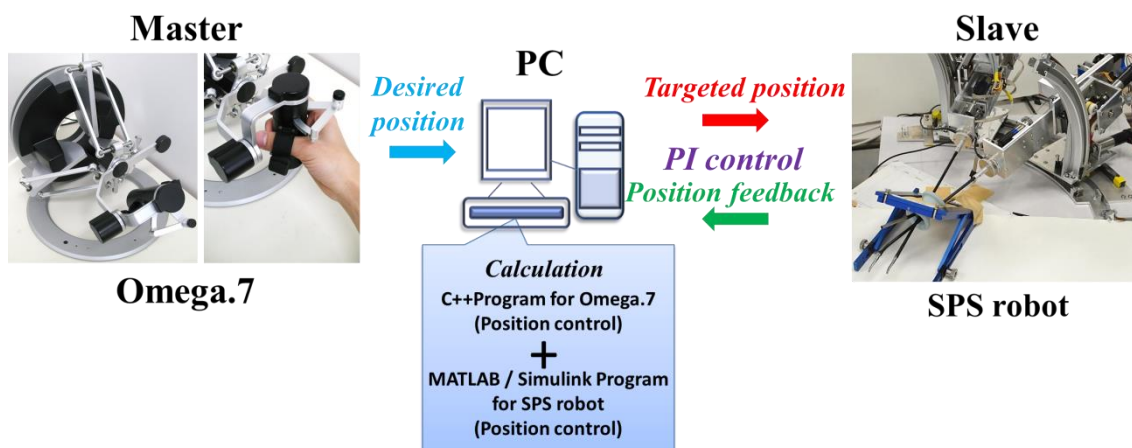 Master
Omega.7
Desired
position
PC
Calculation
C++Program for Omega.7
(Position control)
+
MATLAB / Simulink Program
for SPS robot
(Position control)
Targeted position
PI control
Position feedback
Slave
SPS robot